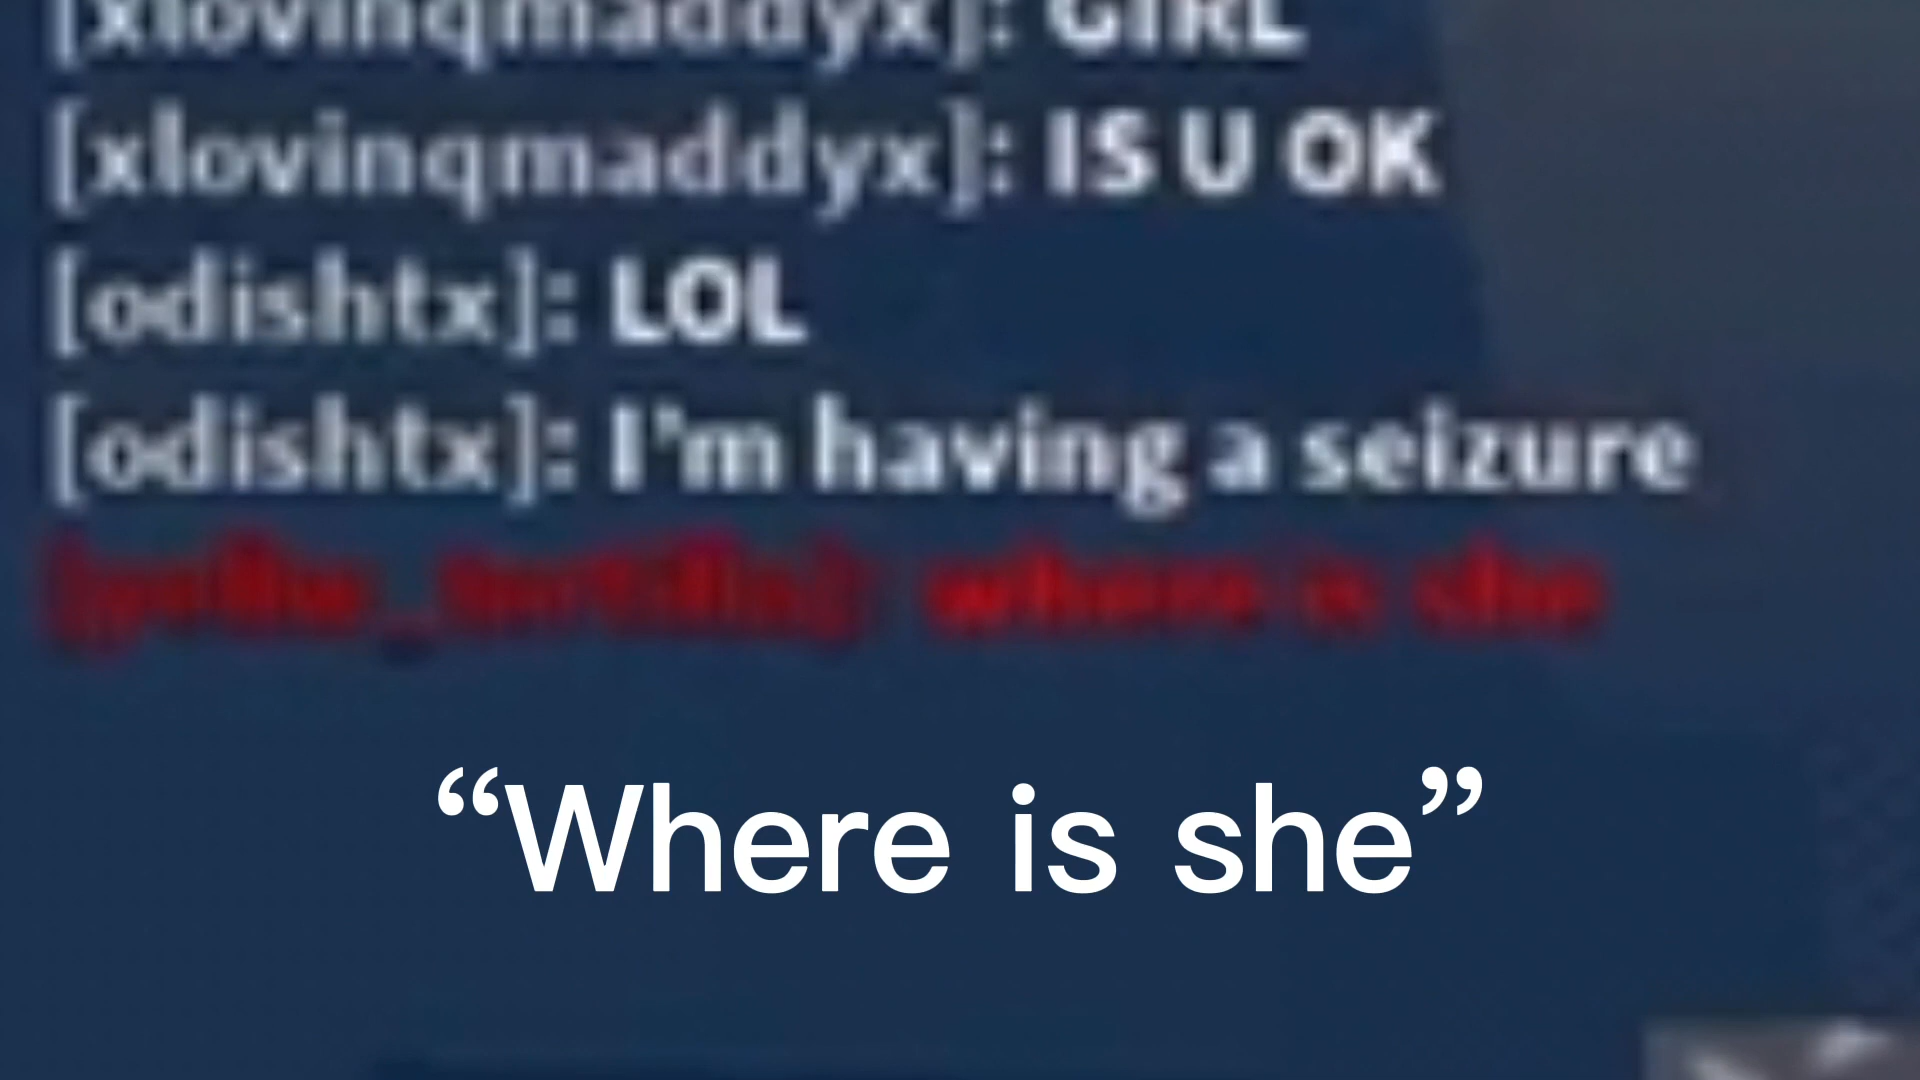 [xlovinqmaddyx]: GIRL
[xlovinqmaddyx]: IS U OK
[odishtx]: LOL
[odishtx]: I'm having a seizure
where is she
“Where is she”